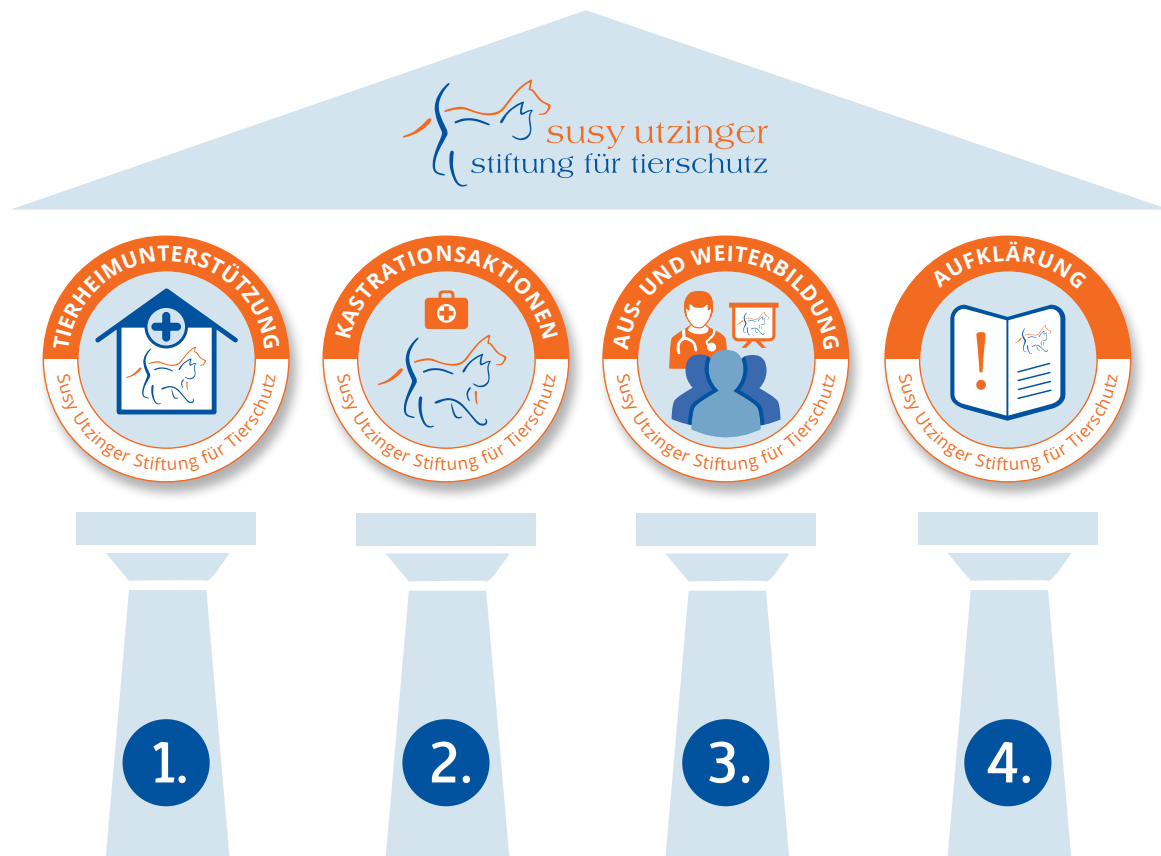 susy utzinger
stiftung für tierschutz
TIERHEIMUNTERSTÜTZUNG
Susy Utzinger Stiftung für Tierschutz
KASTRATIONSAKTIONEN
Susy Utzinger Stiftung für Tierschutz
AUS- UND WEITERBILDUNG
Susy Utzinger Stiftung für Tierschutz
AUFKLÄRUNG
!
Susy Utzinger Stiftung für Tierschutz
1.
2.
3.
4.